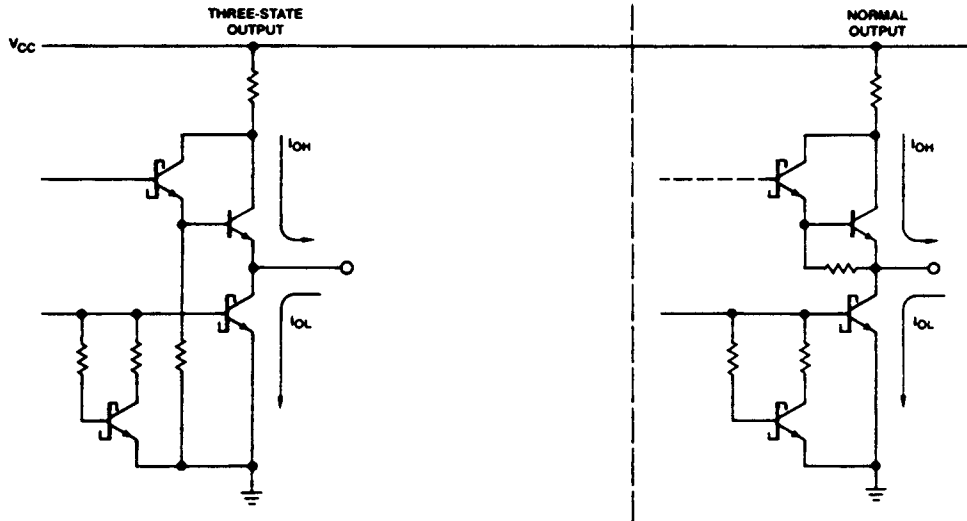 THREE-STATE
OUTPUT
NORMAL
OUTPUT
VCC
IOH
IOH
IOL
IOL